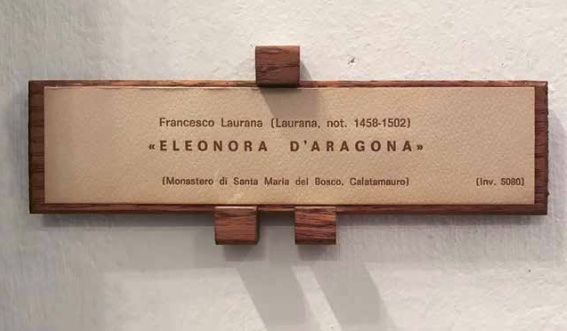 Francesco Laurana (Laurana, not. 1458-1502)
«ELEONORA D'ARAGONA»
(Monastero di Santa Maria del Bosco, Calatamauro) (Inv. 5080)